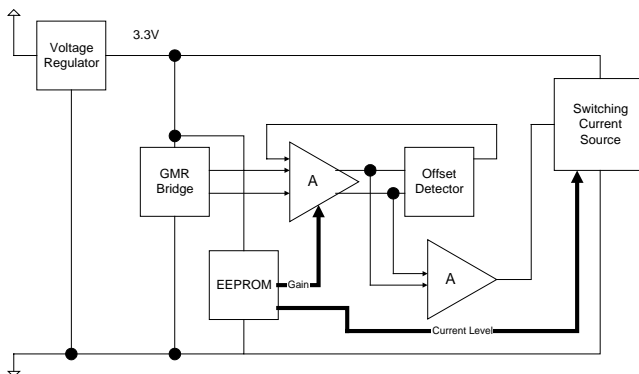 3.3V
Voltage
Regulator
Switching
Current
Source
GMR
Bridge
A
Offset
Detector
EEPROM
Gain
A
Current Level